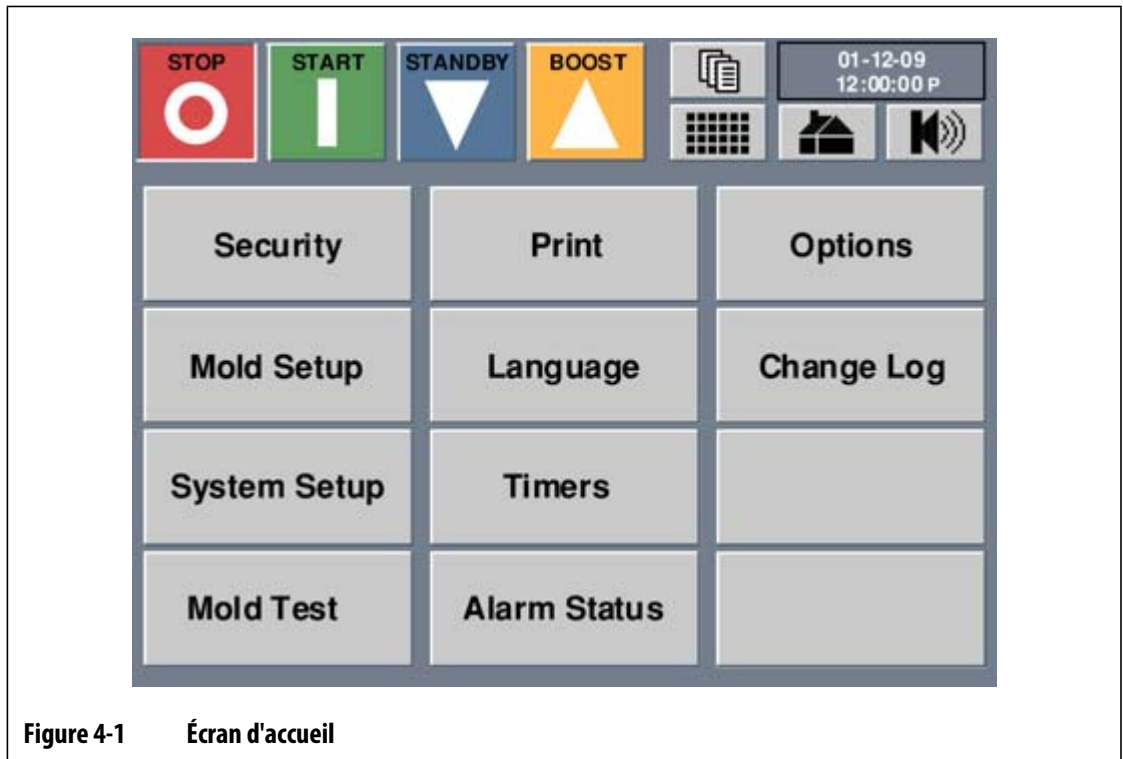 STOP START STANDBY BOOST
01-12-09
12:00:00 P
Security Print Options
Mold Setup Language Change Log
System Setup Timers
Mold Test Alarm Status
Figure 4-1 Écran d'accueil